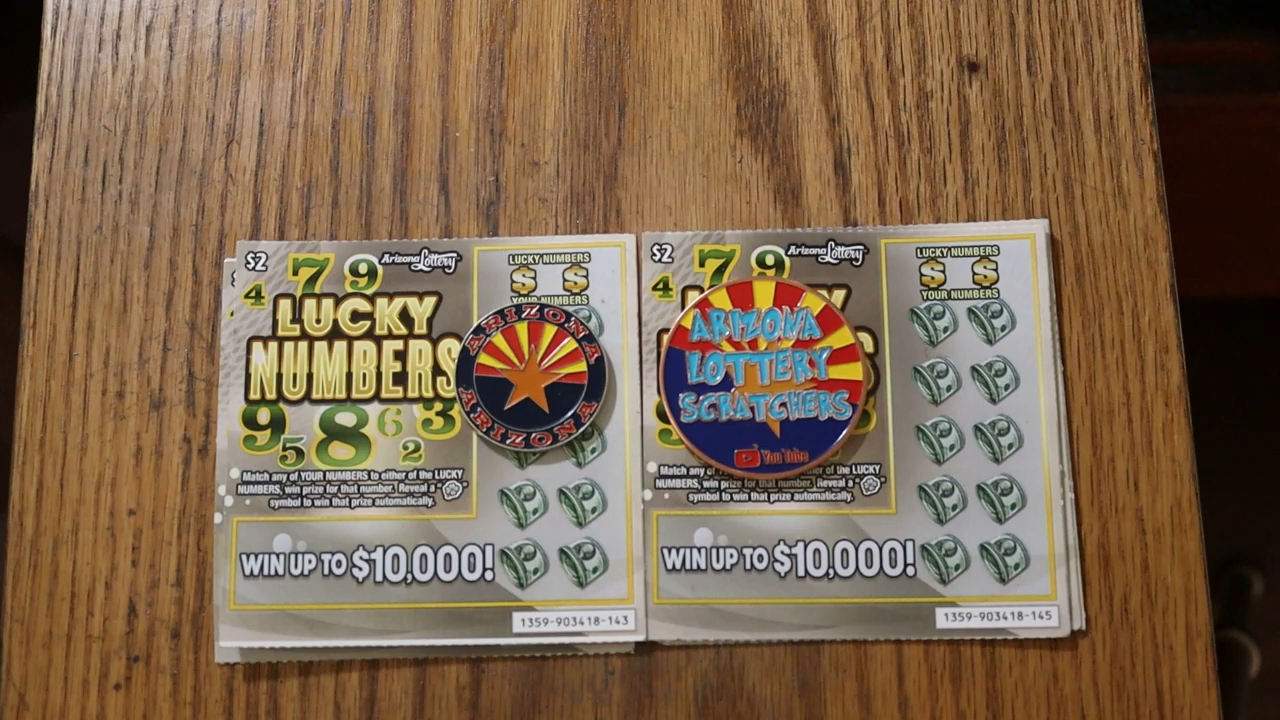 $2
Arizona Lottery
7 9
4
LUCKY
NUMBERS
9 5 8 6 2 3
Match any of YOUR NUMBERS to either of the LUCKY
NUMBERS, win prize for that number. Reveal a " "
symbol to win that prize automatically.
WIN UP TO $10,000!
LUCKY NUMBERS
$ $
YOUR NUMBERS
1359-903418-143
ARIZONA
ARIZONA
$2
Arizona Lottery
7 9
4
ARIZONA
LOTTERY
SCRATCHERS
YouTube
Match any of
either of the LUCKY
NUMBERS, win prize for that number. Reveal a " "
symbol to win that prize automatically.
WIN UP TO $10,000!
LUCKY NUMBERS
$ $
YOUR NUMBERS
1359-903418-145